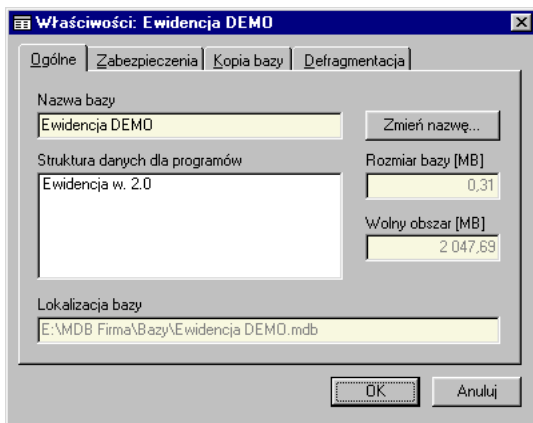 Właściwości: Ewidencja DEMO
Ogólne Zabezpieczenia Kopia bazy Defragmentacja
Nazwa bazy
Ewidencja DEMO
Zmień nazwę...
Struktura danych dla programów
Rozmiar bazy [MB]
Ewidencja w. 2.0
0,31
Wolny obszar [MB]
2 047,69
Lokalizacja bazy
E:\MDB Firma\Bazy\Ewidencja DEMO.mdb
OK Anuluj